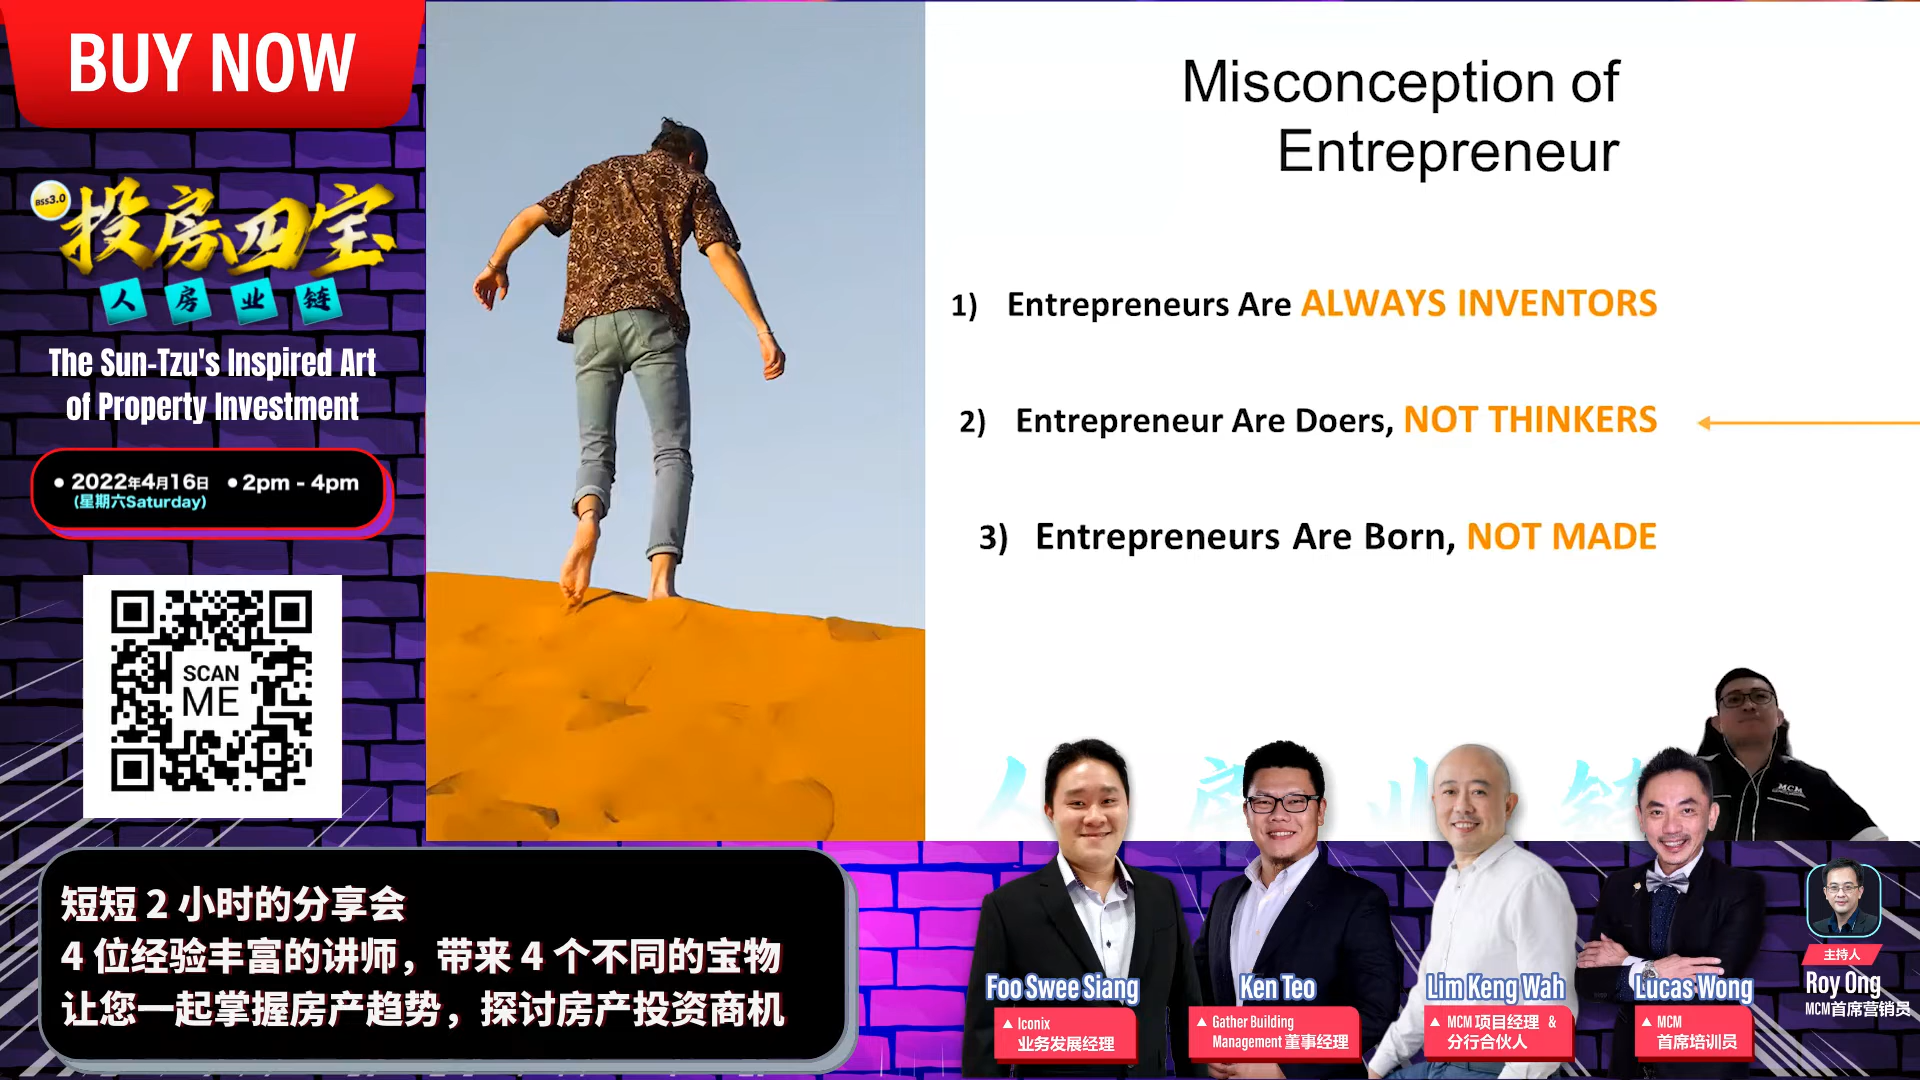 BUY NOW
BSS3.0
投房四宝
人 房 业 链
The Sun-Tzu's Inspired Art
of Property Investment
• 2022年4月16日 • 2pm - 4pm
(星期六Saturday)
SCAN
ME
短短 2 小时的分享会
4 位经验丰富的讲师，带来 4 个不同的宝物
让您一起掌握房产趋势，探讨房产投资商机
Misconception of
Entrepreneur
1) Entrepreneurs Are ALWAYS INVENTORS
2) Entrepreneur Are Doers, NOT THINKERS
3) Entrepreneurs Are Born, NOT MADE
人 房 业 链
MCM
Foo Swee Siang
▲ Iconix
业务发展经理
Ken Teo
▲ Gather Building
Management 董事经理
Lim Keng Wah
▲ MCM 项目经理 &
分行合伙人
Lucas Wong
▲ MCM
首席培训员
主持人
Roy Ong
MCM首席营销员